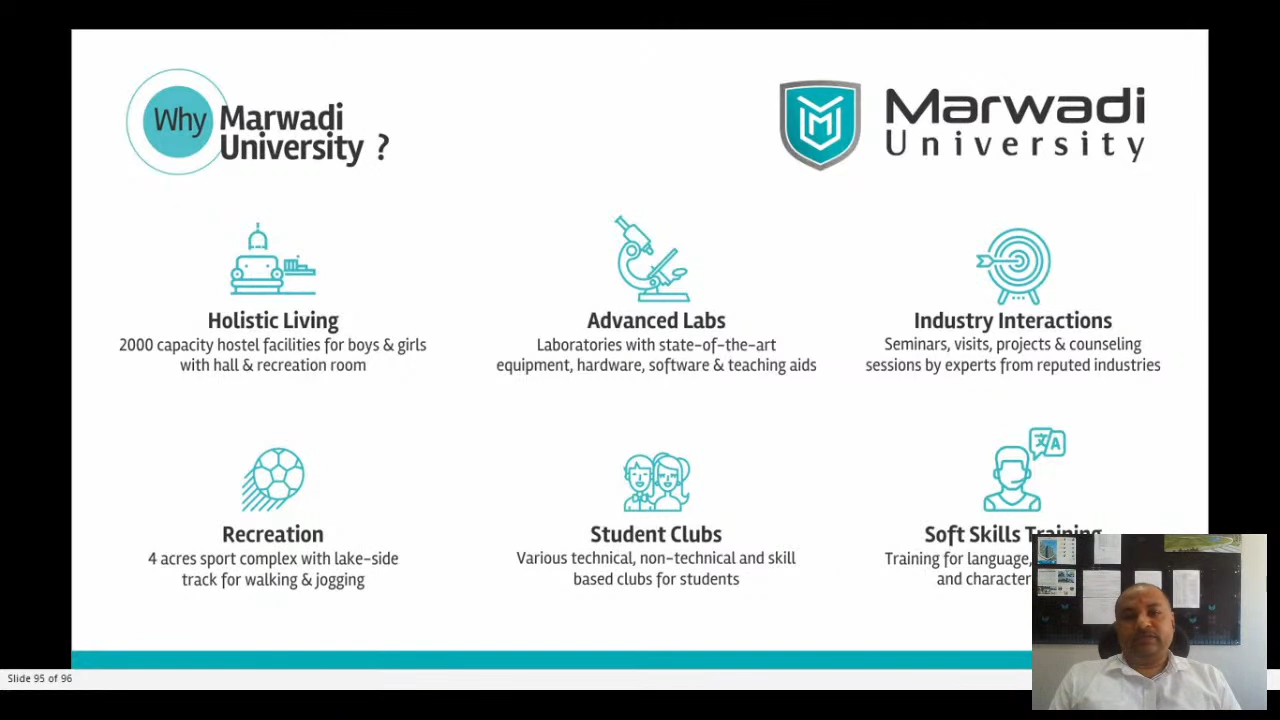 Why Marwadi
University ?
Marwadi
University
Holistic Living
2000 capacity hostel facilities for boys & girls
with hall & recreation room
Advanced Labs
Laboratories with state-of-the-art
equipment, hardware, software & teaching aids
Industry Interactions
Seminars, visits, projects & counseling
sessions by experts from reputed industries
Recreation
4 acres sport complex with lake-side
track for walking & jogging
Student Clubs
Various technical, non-technical and skill
based clubs for students
Soft Skills Training
Training for language,
and character
Slide 95 of 96